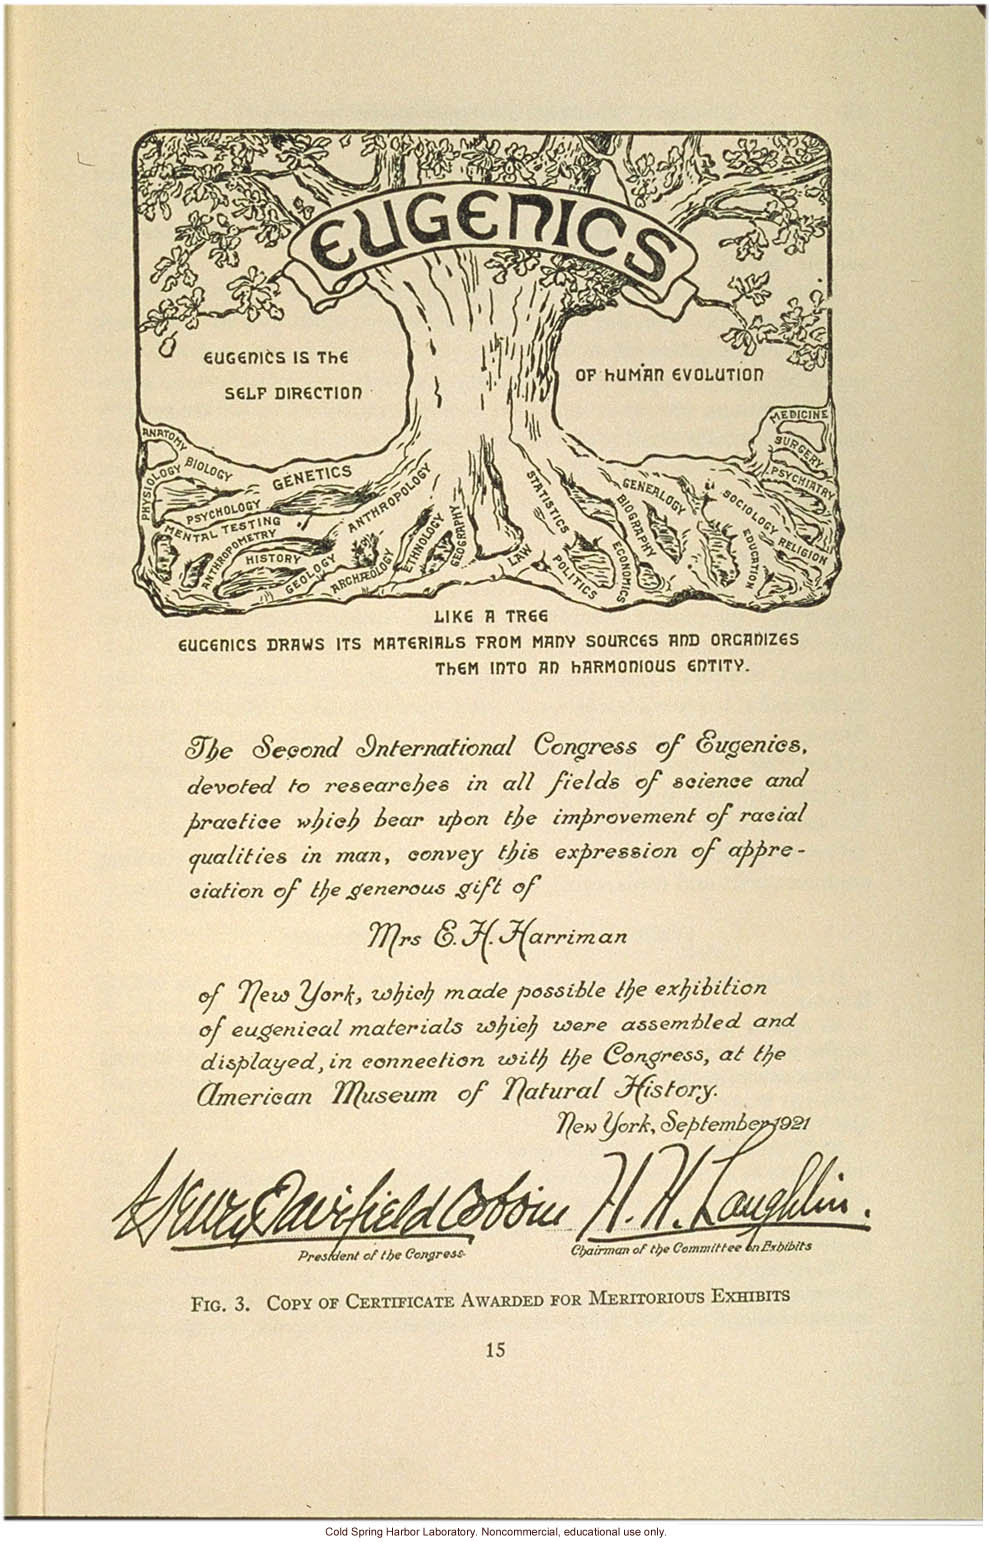 EUGENICS
EUGENICS IS THE
SELF DIRECTION
OF HUMAN EVOLUTION
ANATOMY
PHYSIOLOGY
BIOLOGY
GENETICS
PSYCHOLOGY
MENTAL TESTING
ANTHROPOMETRY
HISTORY
ANTHROPOLOGY
GEOLOGY
ARCHÆOLOGY
ETHNOLOGY
GEOGRAPHY
LAW
STATISTICS
POLITICS
ECONOMICS
BIOGRAPHY
GENEALOGY
EDUCATION
SOCIOLOGY
RELIGION
PSYCHIATRY
SURGERY
MEDICINE
LIKE A TREE
EUGENICS DRAWS ITS MATERIALS FROM MANY SOURCES AND ORGANIZES
THEM INTO AN HARMONIOUS ENTITY.
The Second International Congress of Eugenics,
devoted to researches in all fields of science and
practice which bear upon the improvement of racial
qualities in man, convey this expression of appre-
ciation of the generous gift of
Mrs E. H. Harriman
of New York, which made possible the exhibition
of eugenical materials which were assembled and
displayed, in connection with the Congress, at the
American Museum of Natural History.
New York, September 1921
Henry Fairfield Osborn H. H. Laughlin.
President of the Congress. Chairman of the Committee on Exhibits
FIG. 3. COPY OF CERTIFICATE AWARDED FOR MERITORIOUS EXHIBITS
15
Cold Spring Harbor Laboratory. Noncommercial, educational use only.